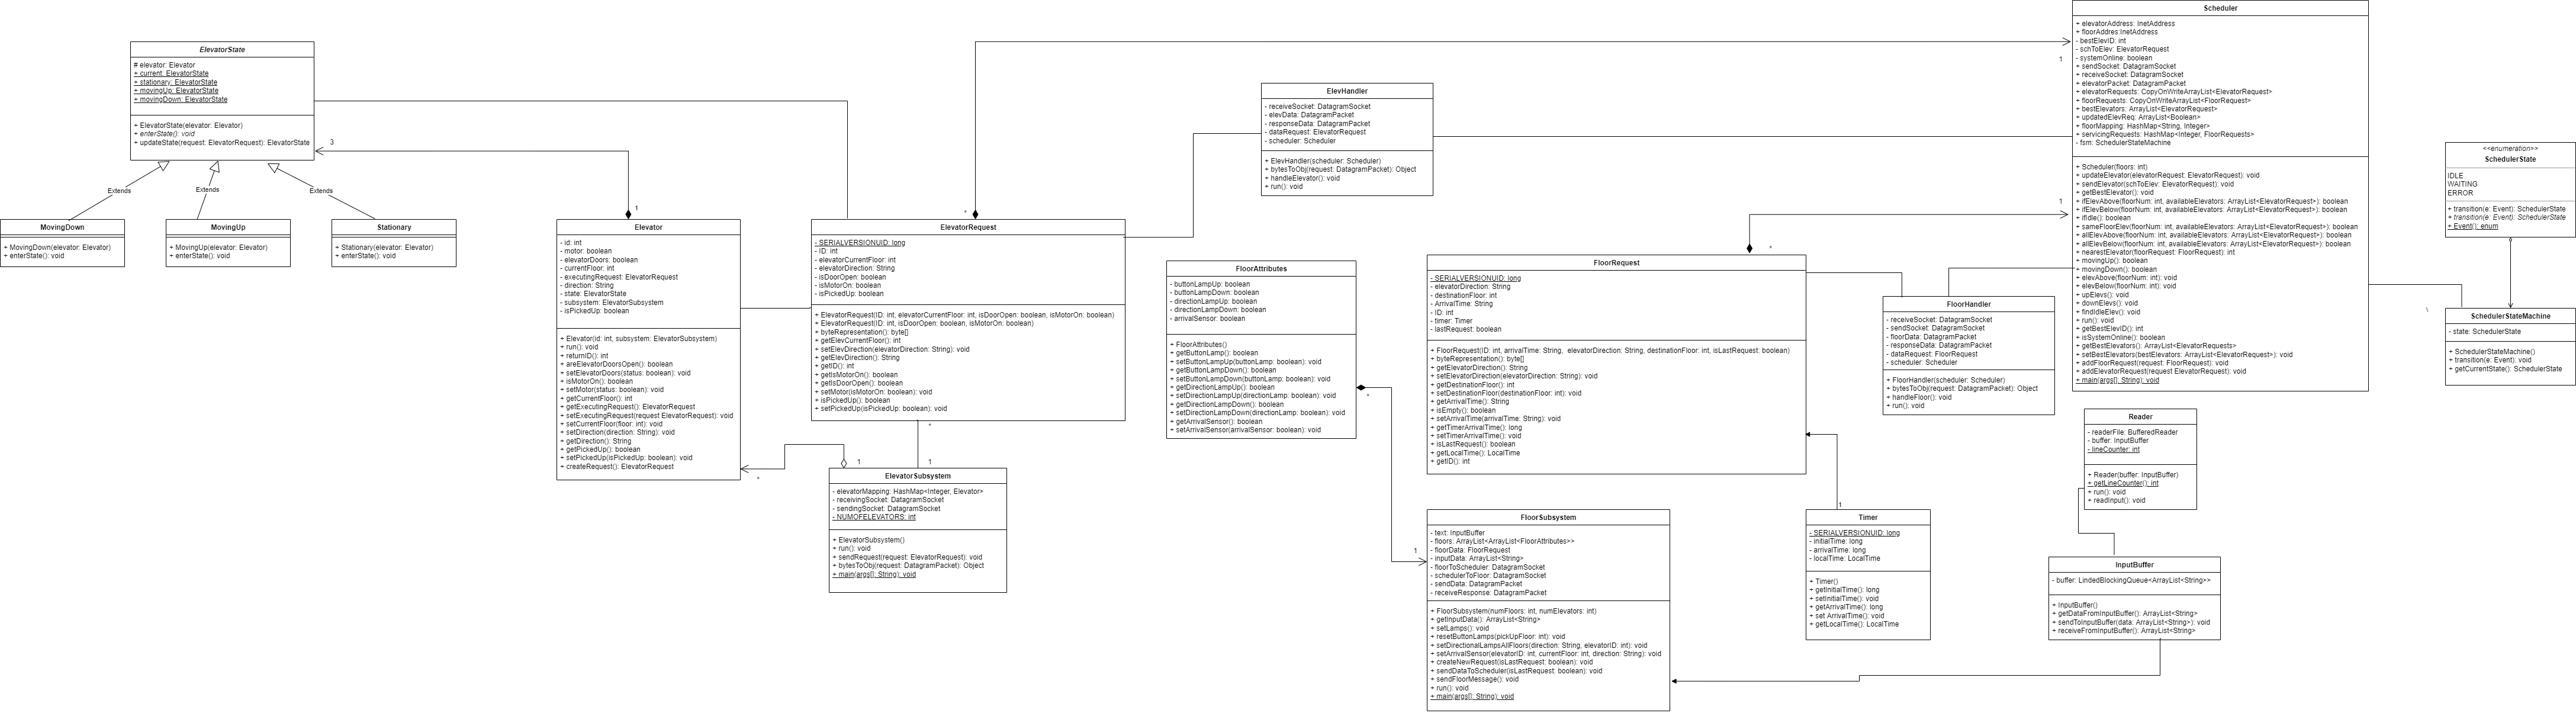 ElevatorState
# elevator: Elevator
+ current: ElevatorState
+ stationary: ElevatorState
+ movingUp: ElevatorState
+ movingDown: ElevatorState
+ ElevatorState(elevator: Elevator)
+ enterState(): void
+ updateState(request: ElevatorRequest): ElevatorState
3
Extends
Extends
Extends
MovingDown
+ MovingDown(elevator: Elevator)
+ enterState(): void
MovingUp
+ MovingUp(elevator: Elevator)
+ enterState(): void
Stationary
+ Stationary(elevator: Elevator)
+ enterState(): void
1
Elevator
- id: int
- motor: boolean
- elevatorDoors: boolean
- currentFloor: int
- executingRequest: ElevatorRequest
- direction: String
- state: ElevatorState
- subsystem: ElevatorSubsystem
- isPickedUp: boolean
+ Elevator(id: int, subsystem: ElevatorSubsystem)
+ run(): void
+ returnID(): int
+ areElevatorDoorsOpen(): boolean
+ setElevatorDoors(status: boolean): void
+ isMotorOn(): boolean
+ setMotor(status: boolean): void
+ getCurrentFloor(): int
+ getExecutingRequest(): ElevatorRequest
+ setExecutingRequest(request ElevatorRequest): void
+ setCurrentFloor(floor: int): void
+ setDirection(direction: String): void
+ getDirection(): String
+ getPickedUp(): boolean
+ setPickedUp(isPickedUp: boolean): void
+ createRequest(): ElevatorRequest
*
*
ElevatorRequest
- SERIALVERSIONUID: long
- ID: int
- elevatorCurrentFloor: int
- elevatorDirection: String
- isDoorOpen: boolean
- isMotorOn: boolean
- isPickedUp: boolean
+ ElevatorRequest(ID: int, elevatorCurrentFloor: int, isDoorOpen: boolean, isMotorOn: boolean)
+ ElevatorRequest(ID: int, isDoorOpen: boolean, isMotorOn: boolean)
+ byteRepresentation(): byte[]
+ getElevCurrentFloor(): int
+ setElevDirection(elevatorDirection: String): void
+ getElevDirection(): String
+ getID(): int
+ getIsMotorOn(): boolean
+ getIsDoorOpen(): boolean
+ setMotor(isMotorOn: boolean): void
+ isPickedUp(): boolean
+ setPickedUp(isPickedUp: boolean): void
*
1
1
ElevatorSubsystem
- elevatorMapping: HashMap<Integer, Elevator>
- receivingSocket: DatagramSocket
- sendingSocket: DatagramSocket
- NUMOFELEVATORS: int
+ ElevatorSubsystem()
+ run(): void
+ sendRequest(request: ElevatorRequest): void
+ bytesToObj(request: DatagramPacket): Object
+ main(args[]: String): void
ElevHandler
- receiveSocket: DatagramSocket
- elevData: DatagramPacket
- responseData: DatagramPacket
- dataRequest: ElevatorRequest
- scheduler: Scheduler
+ ElevHandler(scheduler: Scheduler)
+ bytesToObj(request: DatagramPacket): Object
+ handleElevator(): void
+ run(): void
FloorAttributes
- buttonLampUp: boolean
- buttonLampDown: boolean
- directionLampUp: boolean
- directionLampDown: boolean
- arrivalSensor: boolean
+ FloorAttributes()
+ getButtonLamp(): boolean
+ setButtonLampUp(buttonLamp: boolean): void
+ getButtonLampDown(): boolean
+ setButtonLampDown(buttonLamp: boolean): void
+ getDirectionLampUp(): boolean
+ setDirectionLampUp(directionLamp: boolean): void
+ getDirectionLampDown(): boolean
+ setDirectionLampDown(directionLamp: boolean): void
+ getArrivalSensor(): boolean
+ setArrivalSensor(arrivalSensor: boolean): void
*
1
*
1
FloorRequest
- SERIALVERSIONUID: long
- elevatorDirection: String
- destinationFloor: int
- ArrivalTime: String
- ID: int
- timer: Timer
- lastRequest: boolean
+ FloorRequest(ID: int, arrivalTime: String,  elevatorDirection: String, destinationFloor: int, isLastRequest: boolean)
+ byteRepresentation(): byte[]
+ getElevatorDirection(): String
+ setElevatorDirection(elevatorDirection: String): void
+ getDestinationFloor(): int
+ setDestinationFloor(destinationFloor: int): void
+ getArrivalTime(): String
+ isEmpty(): boolean
+ setArrivalTime(arrivalTime: String): void
+ getTimerArrivalTime(): long
+ setTimerArrivalTime(): void
+ isLastRequest(): boolean
+ getLocalTime(): LocalTime
+ getID(): int
FloorSubsystem
- text: InputBuffer
- floors: ArrayList<ArrayList<FloorAttributes>>
- floorData: FloorRequest
- inputData: ArrayList<String>
- floorToScheduler: DatagramSocket
- schedulerToFloor: DatagramSocket
- sendData: DatagramPacket
- receiveResponse: DatagramPacket
+ FloorSubsystem(numFloors: int, numElevators: int)
+ getInputData(): ArrayList<String>
+ setLamps(): void
+ resetButtonLamps(pickUpFloor: int): void
+ setDirectionalLampsAllFloors(direction: String, elevatorID: int): void
+ setArrivalSensor(elevatorID: int, currentFloor: int, direction: String): void
+ createNewRequest(isLastRequest: boolean): void
+ sendDataToScheduler(isLastRequest: boolean): void
+ sendFloorMessage(): void
+ run(): void
+ main(args[]: String): void
FloorHandler
- receiveSocket: DatagramSocket
- sendSocket: DatagramSocket
- floorData: DatagramPacket
- responseData: DatagramPacket
- dataRequest: FloorRequest
- scheduler: Scheduler
+ FloorHandler(scheduler: Scheduler)
+ bytesToObj(request: DatagramPacket): Object
+ handleFloor(): void
+ run(): void
1
Timer
- SERIALVERSIONUID: long
- initialTime: long
- arrivalTime: long
- localTime: LocalTime
+ Timer()
+ getInitialTime(): long
+ setInitialTime(): void
+ getArrivalTime(): long
+ set ArrivalTime(): void
+ getLocalTime(): LocalTime
1
Scheduler
+ elevatorAddress: InetAddress
+ floorAddres:InetAddress
- bestElevID: int
- schToElev: ElevatorRequest
- systemOnline: boolean
+ sendSocket: DatagramSocket
+ receiveSocket: DatagramSocket
+ elevatorPacket: DatagramPacket
+ elevatorRequests: CopyOnWriteArrayList<ElevatorRequest>
+ floorRequests: CopyOnWriteArrayList<FloorRequest>
+ bestElevators: ArrayList<ElevatorRequest>
+ updatedElevReq: ArrayList<Boolean>
+ floorMapping: HashMap<String, Integer>
+ servicingRequests: HashMap<Integer, FloorRequests>
- fsm: SchedulerStateMachine
+ Scheduler(floors: int)
+ updateElevator(elevatorRequest: ElevatorRequest): void
+ sendElevator(schToElev: ElevatorRequest): void
+ getBestElevator(): void
+ ifElevAbove(floorNum: int, availableElevators: ArrayList<ElevatorRequest>): boolean
+ ifElevBelow(floorNum: int, availableElevators: ArrayList<ElevatorRequest>): boolean
+ ifIdle(): boolean
+ sameFloorElev(floorNum: int, availableElevators: ArrayList<ElevatorRequest>): boolean
+ allElevAbove(floorNum: int, availableElevators: ArrayList<ElevatorRequest>): boolean
+ allElevBelow(floorNum: int, availableElevators: ArrayList<ElevatorRequest>): boolean
+ nearestElevator(floorRequest: FloorRequest): int
+ movingUp(): boolean
+ movingDown(): boolean
+ elevAbove(floorNum: int): void
+ elevBelow(floorNum: int): void
+ upElevs(): void
+ downElevs(): void
+ findIdleElev(): void
+ run(): void
+ getBestElevID(): int
+ isSystemOnline(): boolean
+ getBestElevators(): ArrayList<ElevatorRequests>
+ setBestElevators(bestElevators: ArrayList<ElevatorRequest>): void
+ addFloorRequest(request: FloorRequest): void
+ addElevatorRequest(request ElevatorRequest): void
+ main(args[]: String): void
Reader
- readerFile: BufferedReader
- buffer: InputBuffer
- lineCounter: int
+ Reader(buffer: InputBuffer)
+ getLineCounter(): int
+ run(): void
+ readInput(): void
InputBuffer
- buffer: LindedBlockingQueue<ArrayList<String>>
+ InputBuffer()
+ getDataFromInputBuffer(): ArrayList<String>
+ sendToInputBuffer(data: ArrayList<String>): void
+ receiveFromInputBuffer(): ArrayList<String>
<<enumeration>>
SchedulerState
IDLE
WAITING
ERROR
+ transition(e: Event): SchedulerState
+ transition(e: Event): SchedulerState
+ Event(): enum
\
SchedulerStateMachine
- state: SchedulerState
+ SchedulerStateMachine()
+ transition(e: Event): void
+ getCurrentState(): SchedulerState